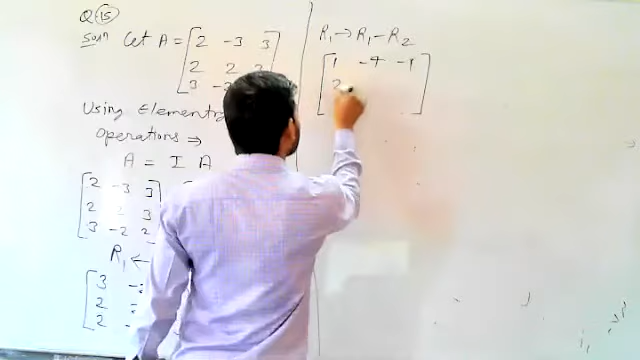 Q 15
Soln Let A = [2 -3 3
2 2 3
3 -2
Using Elementary
Operations ⇒
A = I A
[2 -3 3]
2 2 3
3 -2 2
R1 ←
[3 -
2
2
R1 → R1 - R2
[1 -4 -1]
2